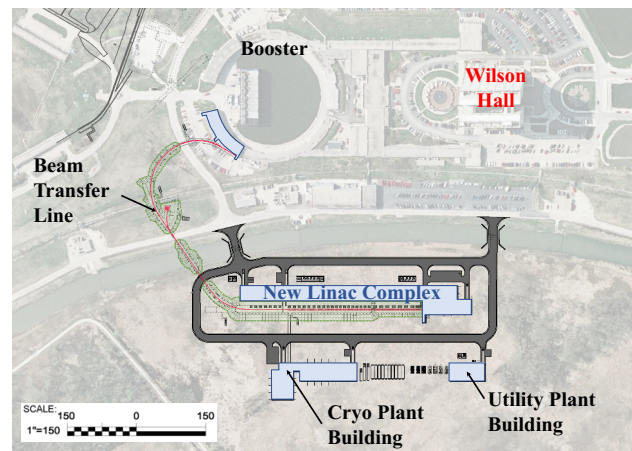 Booster
Wilson
Hall
Beam
Transfer
Line
New Linac Complex
Cryo Plant
Building
Utility Plant
Building
SCALE:
150 0 150
1"=150